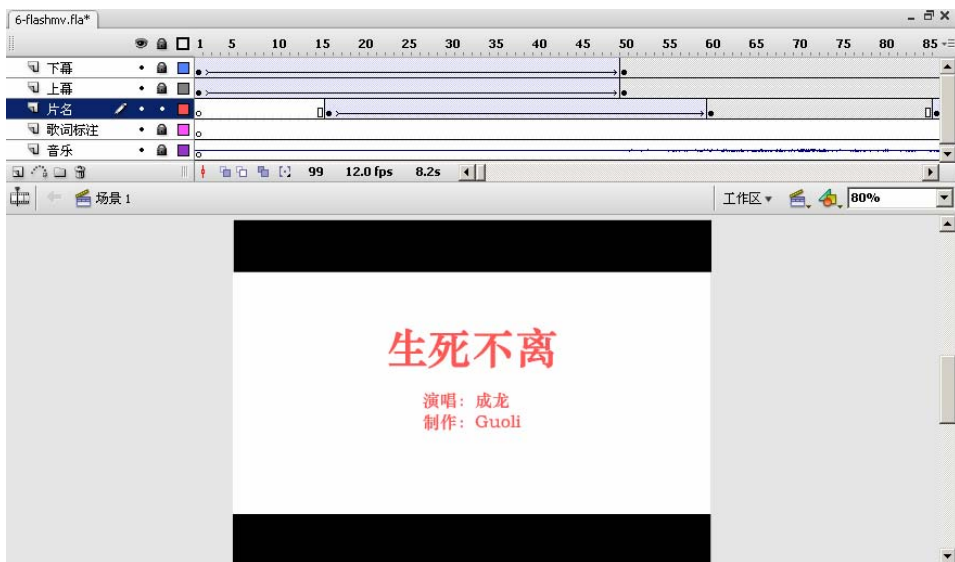 6-flashmv.fla*
1 5 10 15 20 25 30 35 40 45 50 55 60 65 70 75 80 85
下幕
上幕
片名
歌词标注
音乐
99 12.0 fps 8.2s
场景 1 工作区 80%
生死不离
演唱：成龙
制作：Guoli